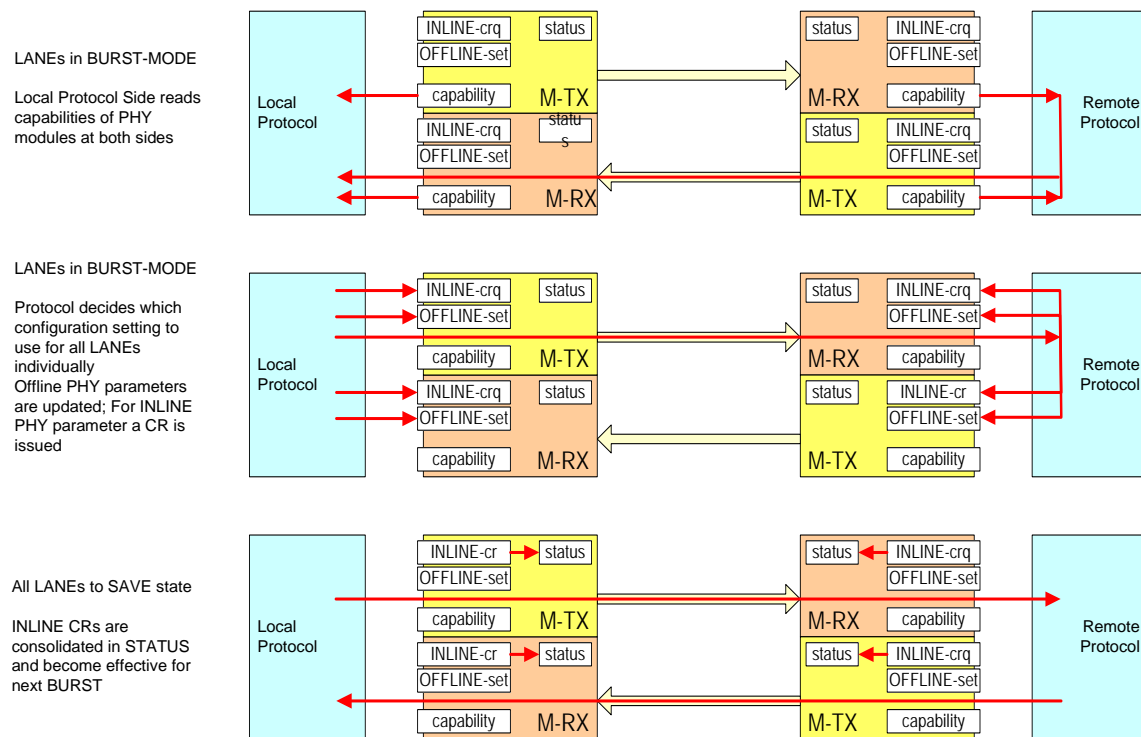 LANEs in BURST-MODE
Local Protocol Side reads
capabilities of PHY
modules at both sides
Local
Protocol
INLINE-crq
status
OFFLINE-set
capability
M-TX
INLINE-crq
statu
s
OFFLINE-set
capability
M-RX
status
INLINE-crq
OFFLINE-set
M-RX
capability
status
INLINE-crq
OFFLINE-set
M-TX
capability
Remote
Protocol
LANEs in BURST-MODE
Protocol decides which
configuration setting to
use for all LANEs
individually
Offline PHY parameters
are updated; For INLINE
PHY parameter a CR is
issued
Local
Protocol
INLINE-crq
status
OFFLINE-set
capability
M-TX
INLINE-crq
status
OFFLINE-set
capability
M-RX
status
INLINE-crq
OFFLINE-set
M-RX
capability
status
INLINE-cr
OFFLINE-set
M-TX
capability
Remote
Protocol
All LANEs to SAVE state
INLINE CRs are
consolidated in STATUS
and become effective for
next BURST
Local
Protocol
INLINE-cr
status
OFFLINE-set
capability
M-TX
INLINE-cr
status
OFFLINE-set
capability
M-RX
status
INLINE-crq
OFFLINE-set
M-RX
capability
status
INLINE-crq
OFFLINE-set
M-TX
capability
Remote
Protocol